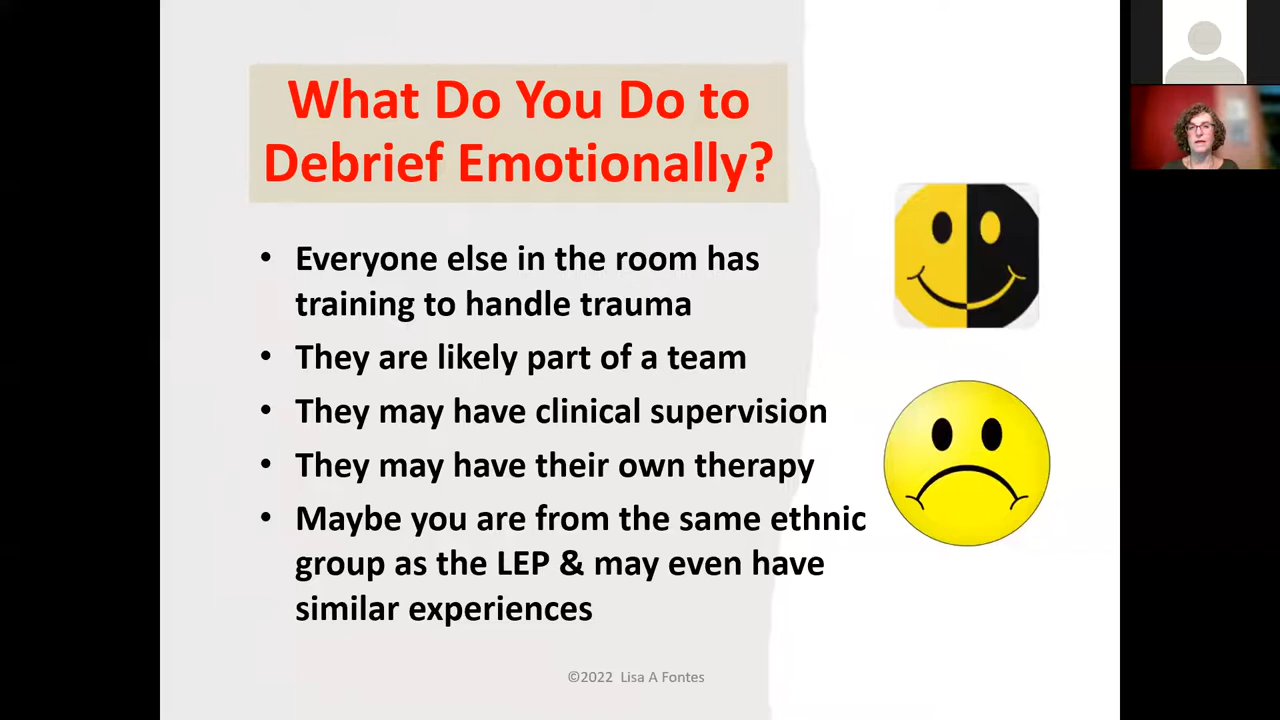 What Do You Do to
Debrief Emotionally?
• Everyone else in the room has
training to handle trauma
• They are likely part of a team
• They may have clinical supervision
• They may have their own therapy
• Maybe you are from the same ethnic
group as the LEP & may even have
similar experiences
©2022 Lisa A Fontes